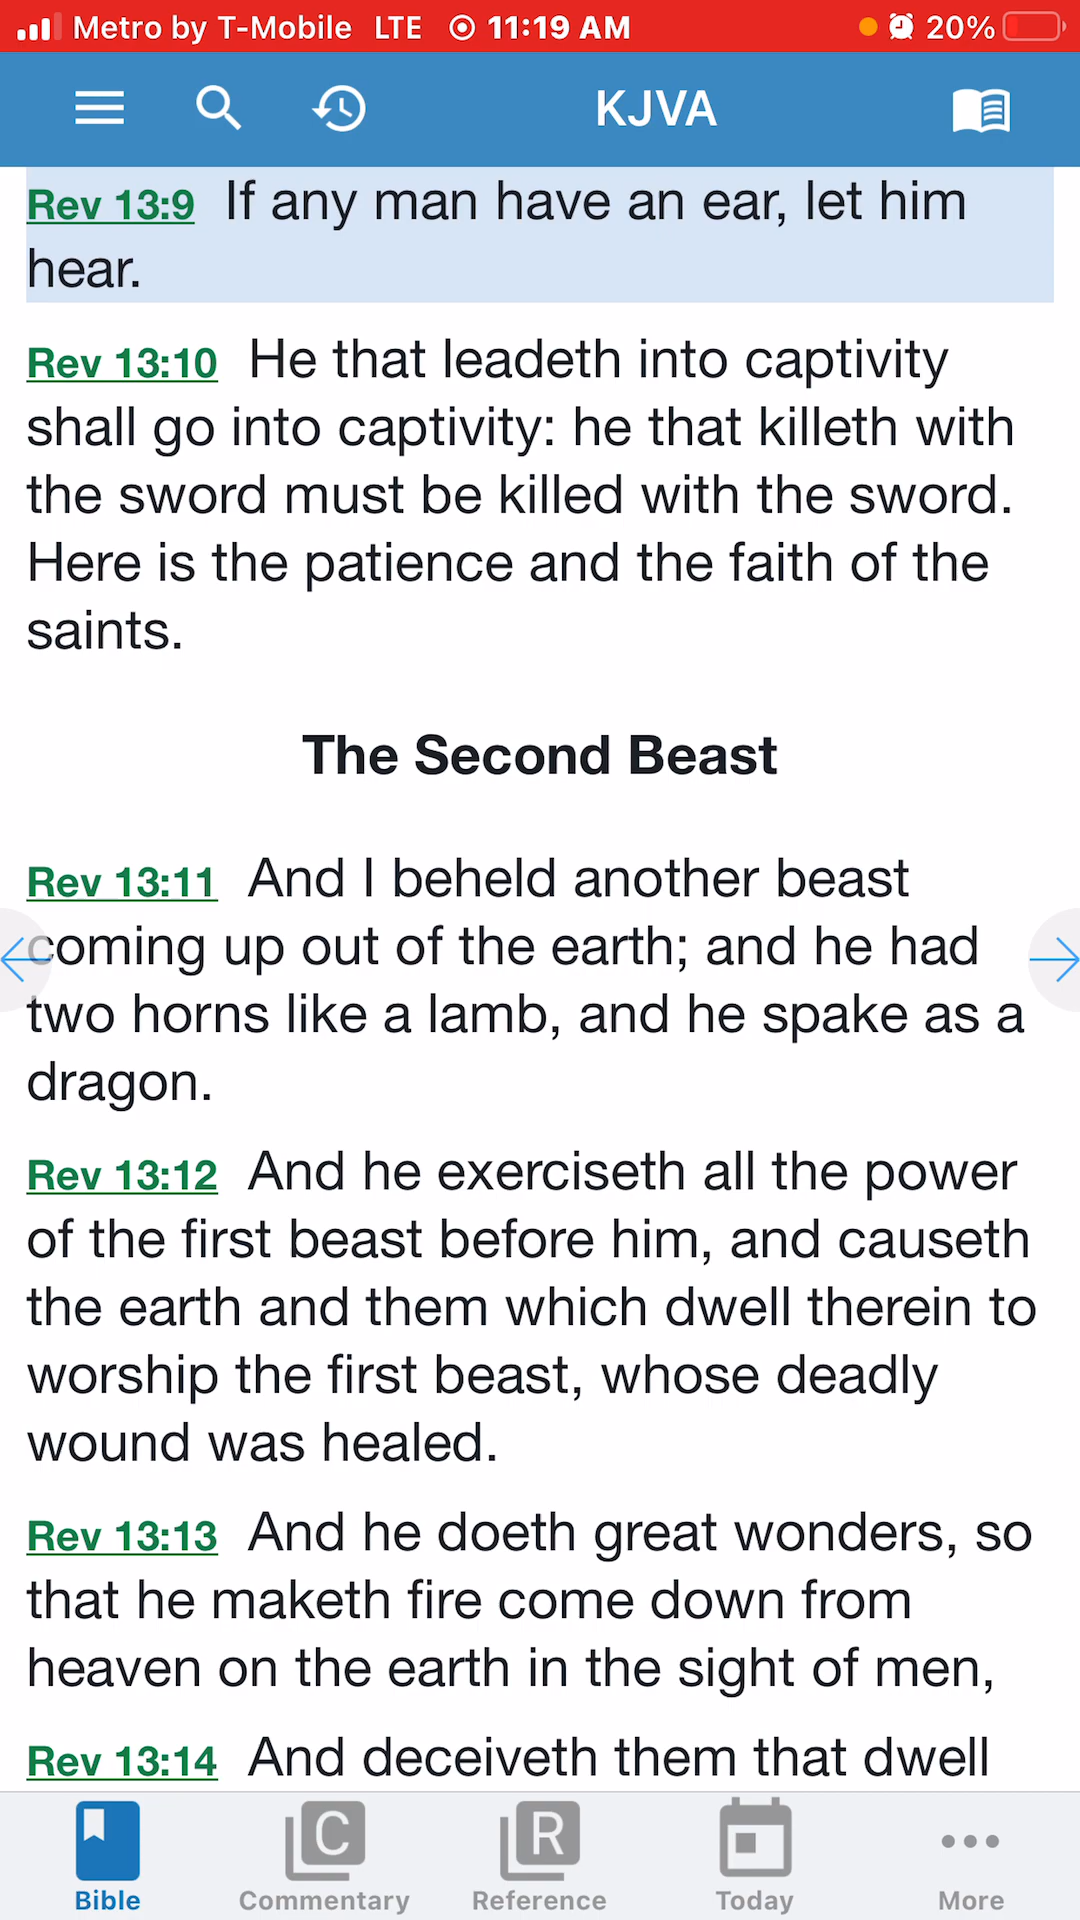 Metro by T-Mobile LTE 11:19 AM 20%
KJVA
Rev 13:9 If any man have an ear, let him
hear.
Rev 13:10 He that leadeth into captivity
shall go into captivity: he that killeth with
the sword must be killed with the sword.
Here is the patience and the faith of the
saints.
The Second Beast
Rev 13:11 And I beheld another beast
coming up out of the earth; and he had
two horns like a lamb, and he spake as a
dragon.
Rev 13:12 And he exerciseth all the power
of the first beast before him, and causeth
the earth and them which dwell therein to
worship the first beast, whose deadly
wound was healed.
Rev 13:13 And he doeth great wonders, so
that he maketh fire come down from
heaven on the earth in the sight of men,
Rev 13:14 And deceiveth them that dwell
C R
Bible Commentary Reference Today More